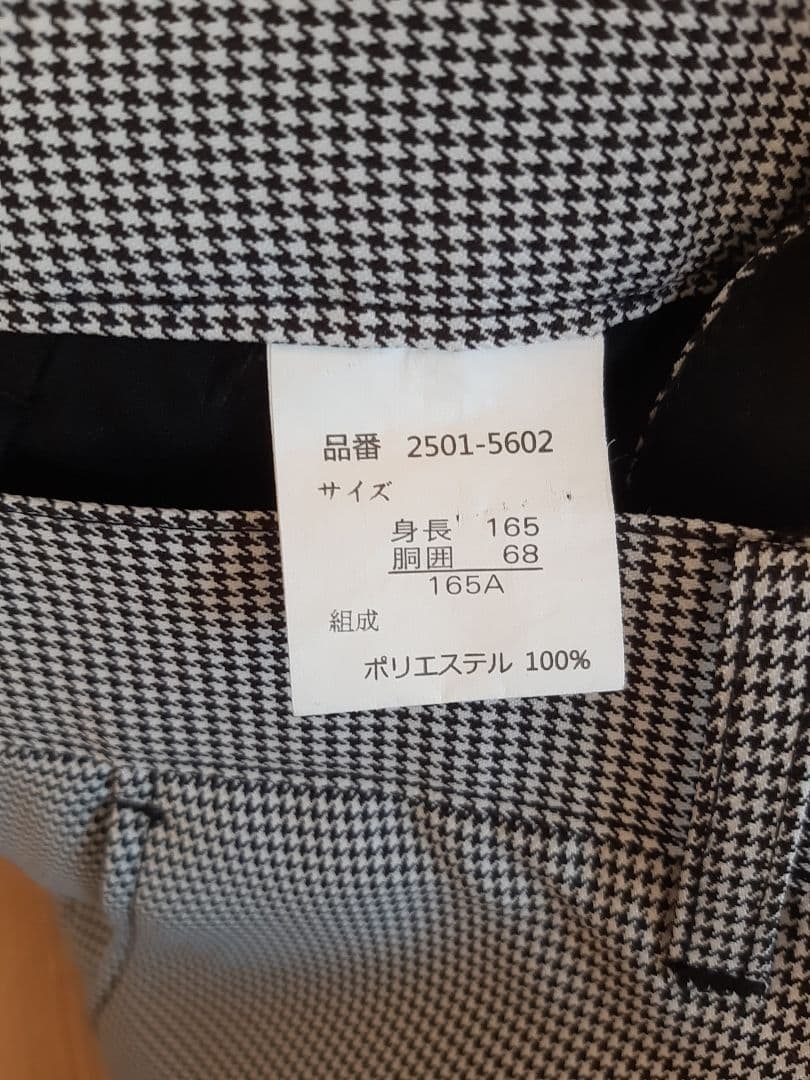 品番 2501-5602
サイズ
身長 165
胴囲 68
165A
組成
ポリエステル 100%